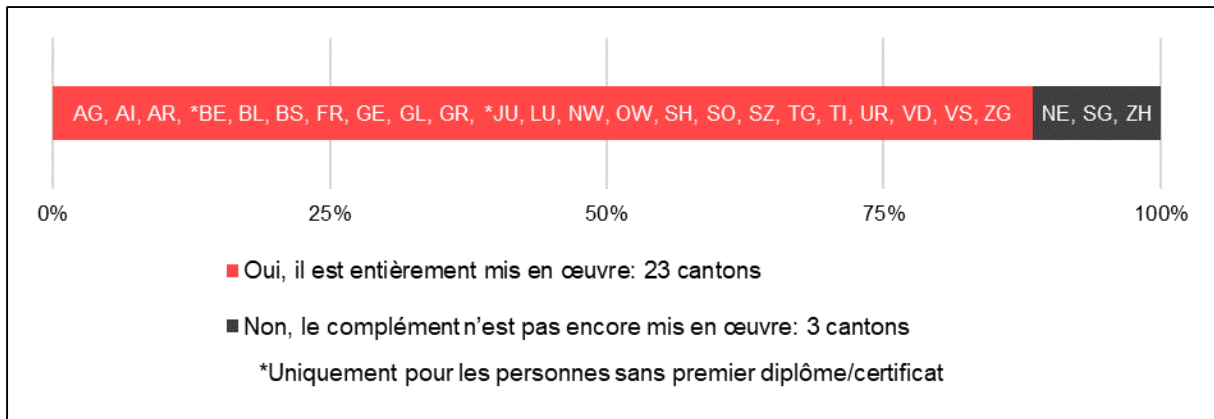 AG, AI, AR, *BE, BL, BS, FR, GE, GL, GR, *JU, LU, NW, OW, SH, SO, SZ, TG, TI, UR, VD, VS, ZG NE, SG, ZH
0% 25% 50% 75% 100%
Oui, il est entièrement mis en œuvre: 23 cantons
Non, le complément n'est pas encore mis en œuvre: 3 cantons
*Uniquement pour les personnes sans premier diplôme/certificat